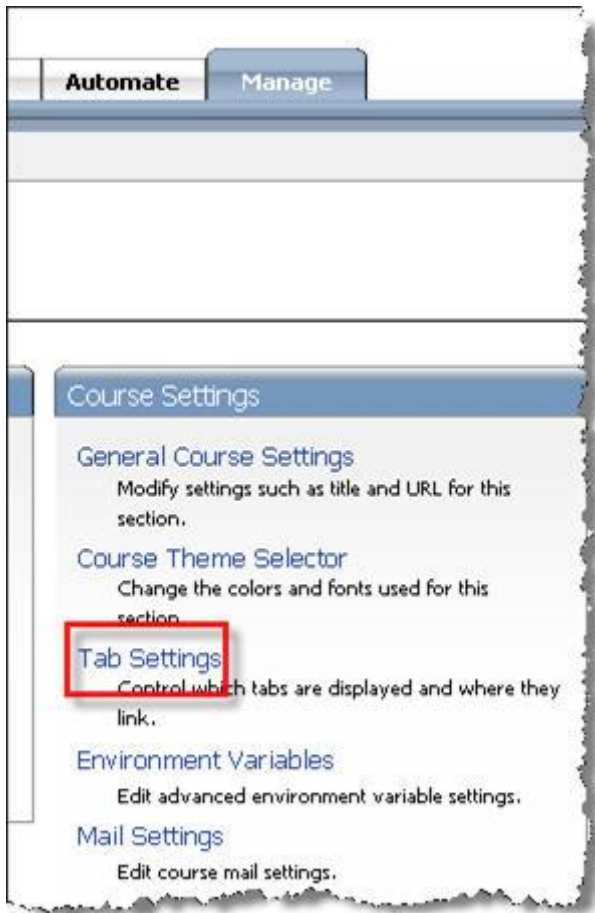 Automate Manage
Course Settings
General Course Settings
Modify settings such as title and URL for this
section.
Course Theme Selector
Change the colors and fonts used for this
section.
Tab Settings
Control which tabs are displayed and where they
link.
Environment Variables
Edit advanced environment variable settings.
Mail Settings
Edit course mail settings.